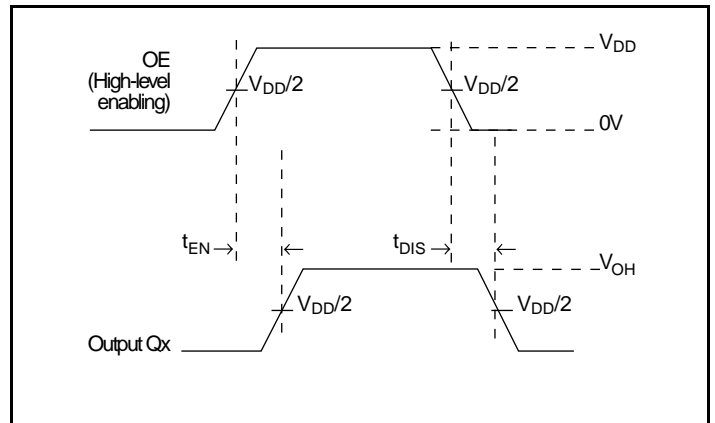 OE
(High-level
enabling)
V_DD/2
V_DD/2
V_DD
0V
t_EN
t_DIS
V_OH
V_DD/2
V_DD/2
Output Qx